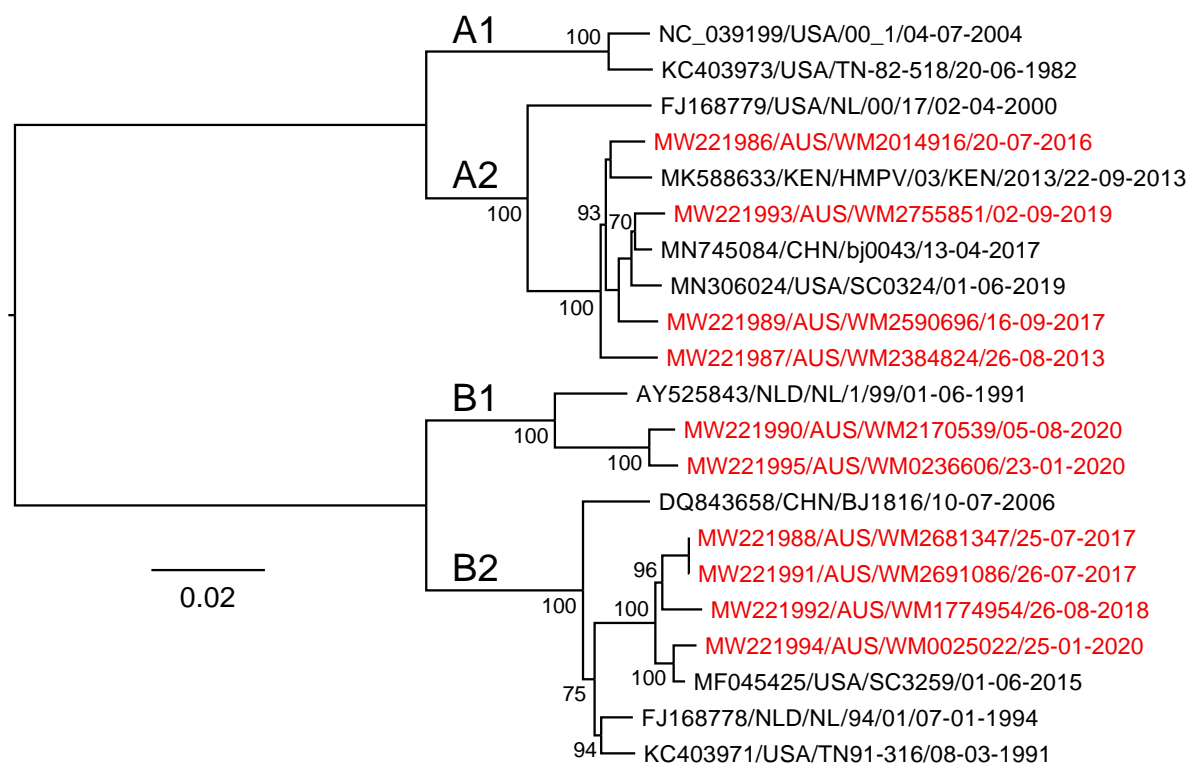 A1
100
NC_039199/USA/00_1/04-07-2004
KC403973/USA/TN-82-518/20-06-1982
FJ168779/USA/NL/00/17/02-04-2000
MW221986/AUS/WM2014916/20-07-2016
A2
MK588633/KEN/HMPV/03/KEN/2013/22-09-2013
100
93
70
MW221993/AUS/WM2755851/02-09-2019
MN745084/CHN/bj0043/13-04-2017
MN306024/USA/SC0324/01-06-2019
100
MW221989/AUS/WM2590696/16-09-2017
MW221987/AUS/WM2384824/26-08-2013
B1
AY525843/NLD/NL/1/99/01-06-1991
100
MW221990/AUS/WM2170539/05-08-2020
100
MW221995/AUS/WM0236606/23-01-2020
DQ843658/CHN/BJ1816/10-07-2006
MW221988/AUS/WM2681347/25-07-2017
B2
96
MW221991/AUS/WM2691086/26-07-2017
0.02
100
100
MW221992/AUS/WM1774954/26-08-2018
MW221994/AUS/WM0025022/25-01-2020
100
MF045425/USA/SC3259/01-06-2015
75
FJ168778/NLD/NL/94/01/07-01-1994
94
KC403971/USA/TN91-316/08-03-1991